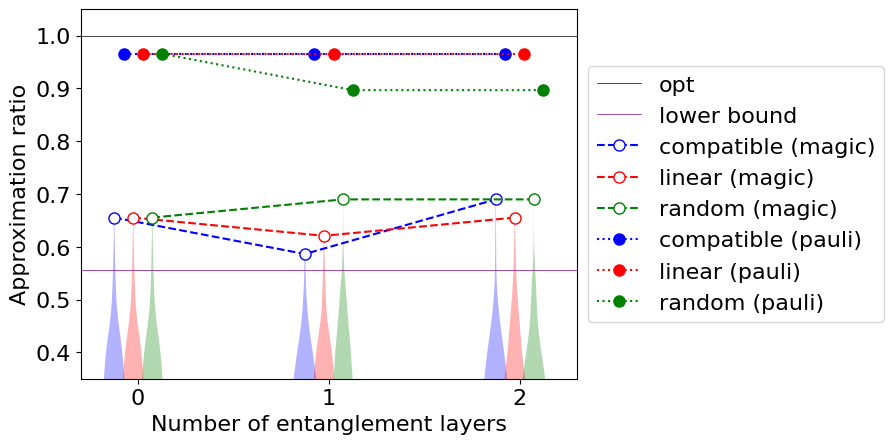 1.0
0.9
0.8
0.7
0.6
0.5
0.4
Approximation ratio
0
1
2
Number of entanglement layers
opt
lower bound
compatible (magic)
linear (magic)
random (magic)
compatible (pauli)
linear (pauli)
random (pauli)